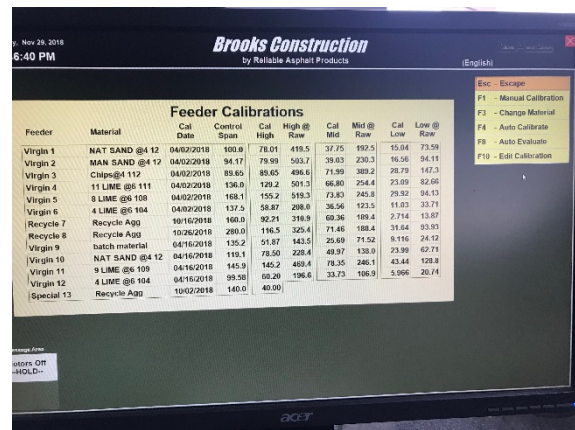 Nov 29, 2018
6:40 PM
Brooks Construction
by Reliable Asphalt Products
(English)
Esc - Escape
F1 - Manual Calibration
F3 - Change Material
F4 - Auto Calibrate
F8 - Auto Evaluate
F10 - Edit Calibration
Feeder Calibrations
Feeder Material Cal Date Control Span Cal High High @ Raw Cal Mid Mid @ Raw Cal Low Low @ Raw
Virgin 1 NAT SAND @4 12 04/02/2018 100.0 78.01 419.5 37.75 192.5 15.04 73.59
Virgin 2 MAN SAND @4 12 04/02/2018 94.17 79.99 503.7 39.03 230.3 16.56 94.11
Virgin 3 Chips@4 112 04/02/2018 89.65 89.65 496.6 71.99 389.2 28.79 147.3
Virgin 4 11 LIME @6 111 04/02/2018 136.0 129.2 501.3 66.80 254.4 23.09 82.66
Virgin 5 8 LIME @6 108 04/02/2018 168.1 155.2 519.3 73.83 245.8 29.92 94.13
Virgin 6 4 LIME @6 104 04/02/2018 137.5 58.87 208.0 36.56 123.5 11.03 33.71
Recycle 7 Recycle Agg 10/16/2018 160.0 92.21 310.9 60.36 189.4 2.714 13.87
Recycle 8 Recycle Agg 10/26/2018 280.0 116.5 325.4 71.46 188.4 31.64 93.93
Virgin 9 batch material 04/16/2018 135.2 51.87 143.5 25.69 71.52 9.116 24.12
Virgin 10 NAT SAND @4 12 04/16/2018 119.1 78.50 228.4 49.97 138.0 23.99 62.71
Virgin 11 9 LIME @6 109 04/16/2018 145.9 145.2 469.4 78.35 246.1 43.44 128.8
Virgin 12 4 LIME @6 104 04/16/2018 99.58 60.20 196.6 33.73 106.9 5.966 20.74
Special 13 Recycle Agg 10/02/2018 140.0 40.00
Area
otors Off
-HOLD--
acer